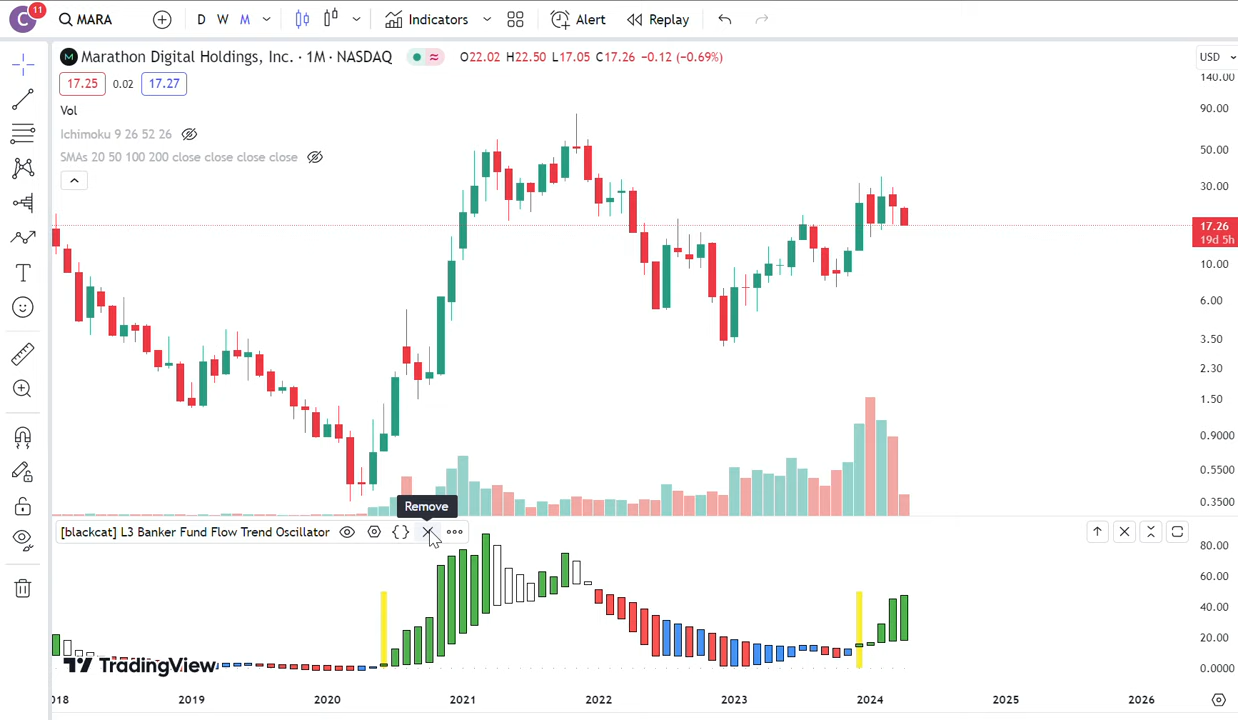 C 11 MARA D W M Indicators Alert Replay
Marathon Digital Holdings, Inc. · 1M · NASDAQ O22.02 H22.50 L17.05 C17.26 −0.12 (−0.69%) USD
17.25 0.02 17.27
Vol
Ichimoku 9 26 52 26
SMAs 20 50 100 200 close close close close
140.00
90.00
50.00
30.00
17.26
19d 5h
10.00
6.00
3.50
2.30
1.50
0.9000
0.5500
0.3500
Remove
[blackcat] L3 Banker Fund Flow Trend Oscillator
80.00
60.00
40.00
20.00
0.0000
TradingView
018 2019 2020 2021 2022 2023 2024 2025 2026